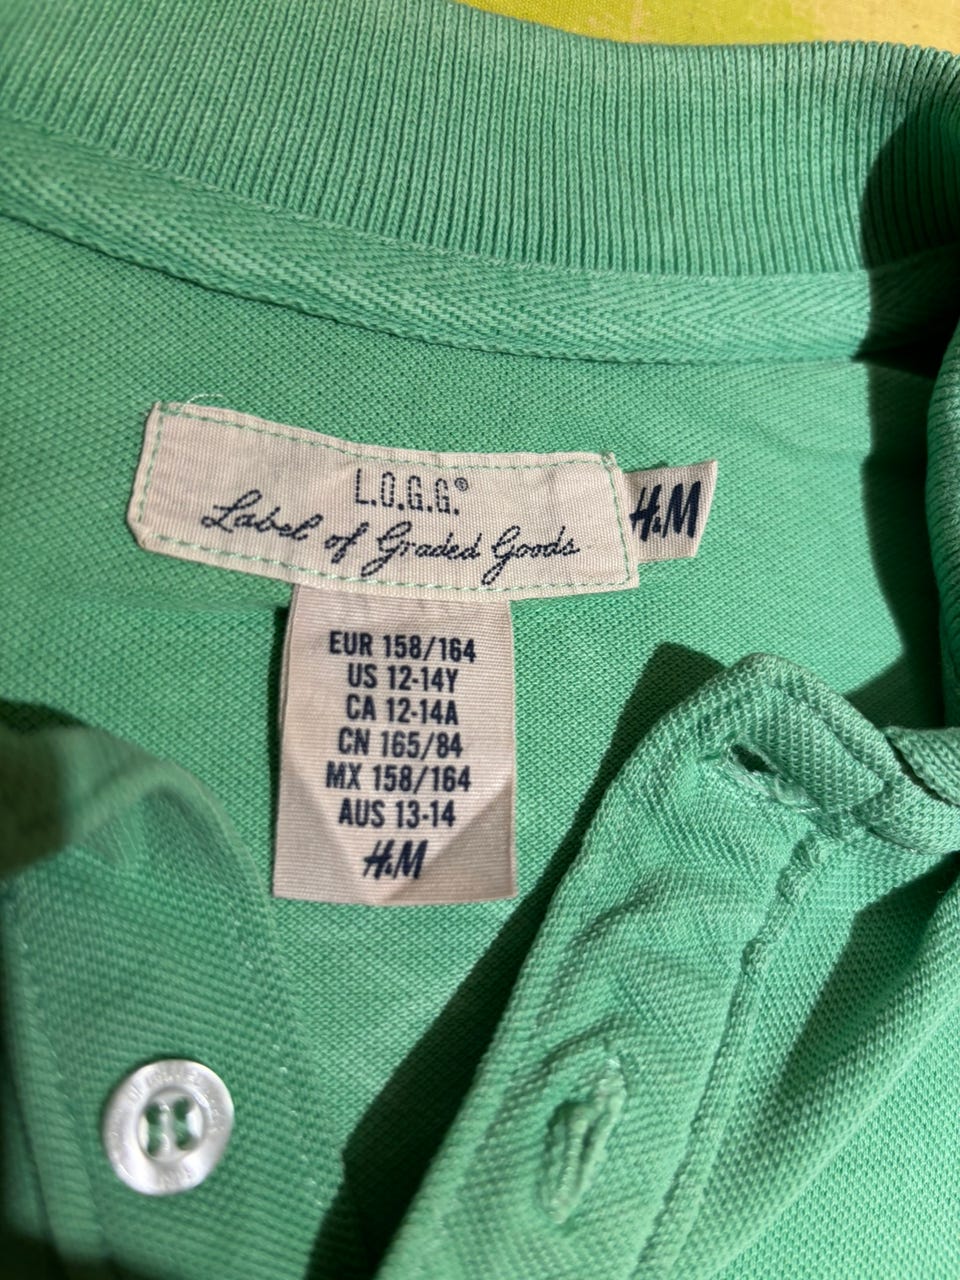 L.O.G.G.®
Label of Graded Goods
H&M
EUR 158/164
US 12-14Y
CA 12-14A
CN 165/84
MX 158/164
AUS 13-14
H&M